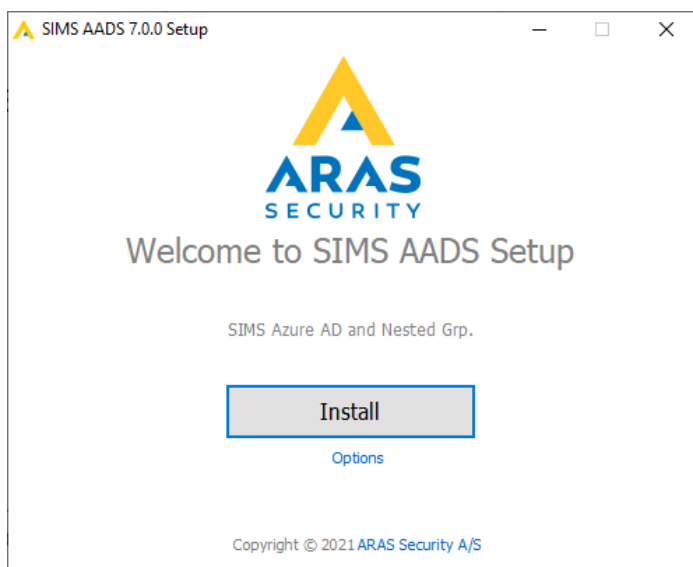 SIMS AADS 7.0.0 Setup
ARAS
SECURITY
Welcome to SIMS AADS Setup
SIMS Azure AD and Nested Grp.
Install
Options
Copyright © 2021 ARAS Security A/S